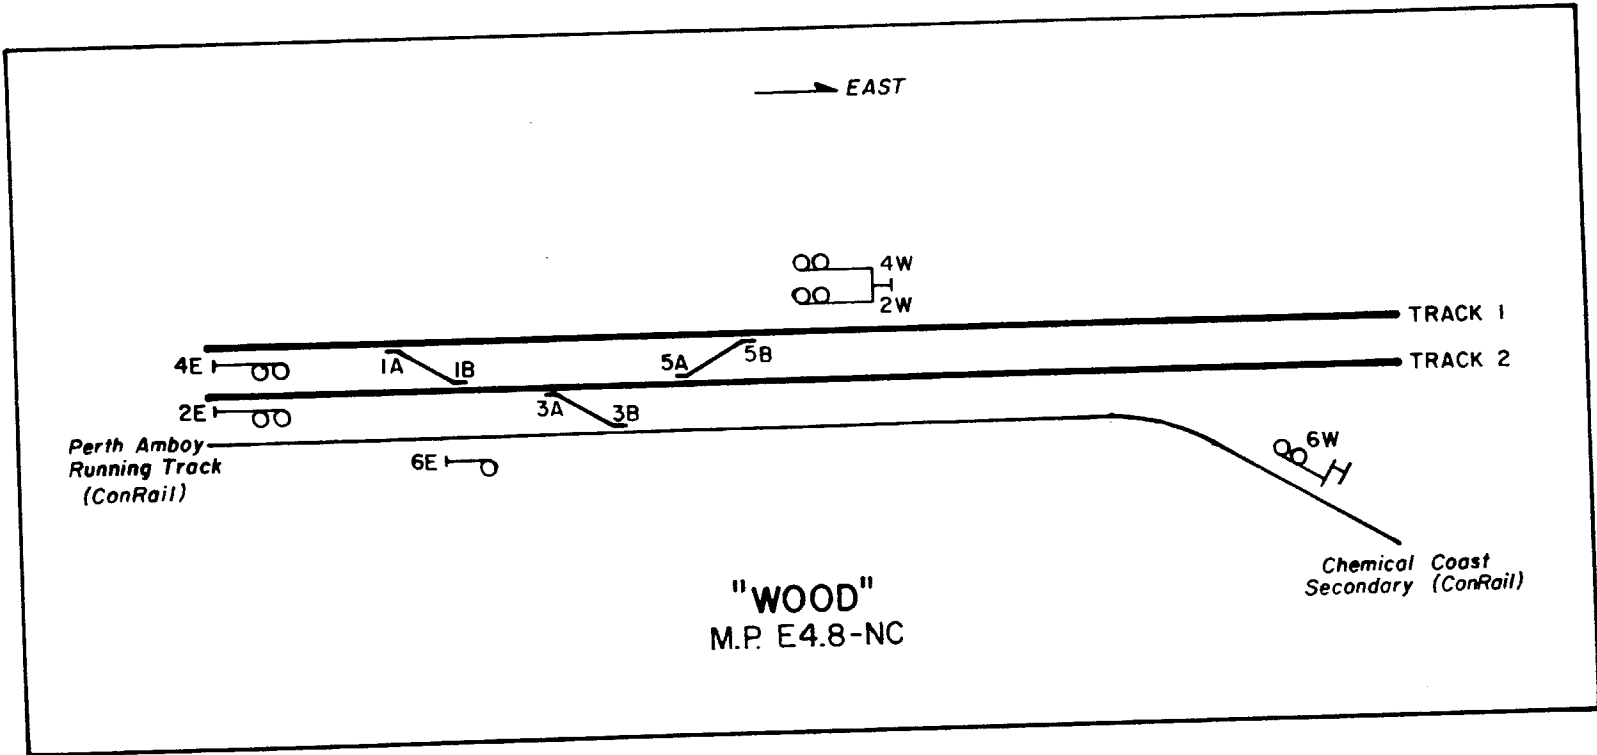 EAST
4W
2W
TRACK 1
4E
1A
1B
5A
5B
TRACK 2
2E
3A
3B
Perth Amboy
Running Track
(ConRail)
6E
6W
Chemical Coast
Secondary (ConRail)
"WOOD"
M.P. E4.8-NC